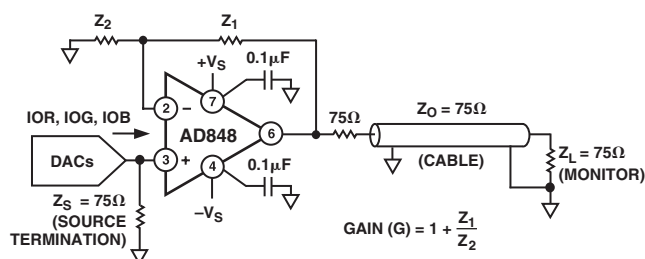 Z2
Z1
+VS
0.1μF
IOR, IOG, IOB
2
−
7
AD848
6
75Ω
ZO = 75Ω
(CABLE)
ZL = 75Ω
(MONITOR)
DACs
3
+
4
0.1μF
−VS
ZS = 75Ω
(SOURCE
TERMINATION)
GAIN (G) = 1 + Z1
Z2